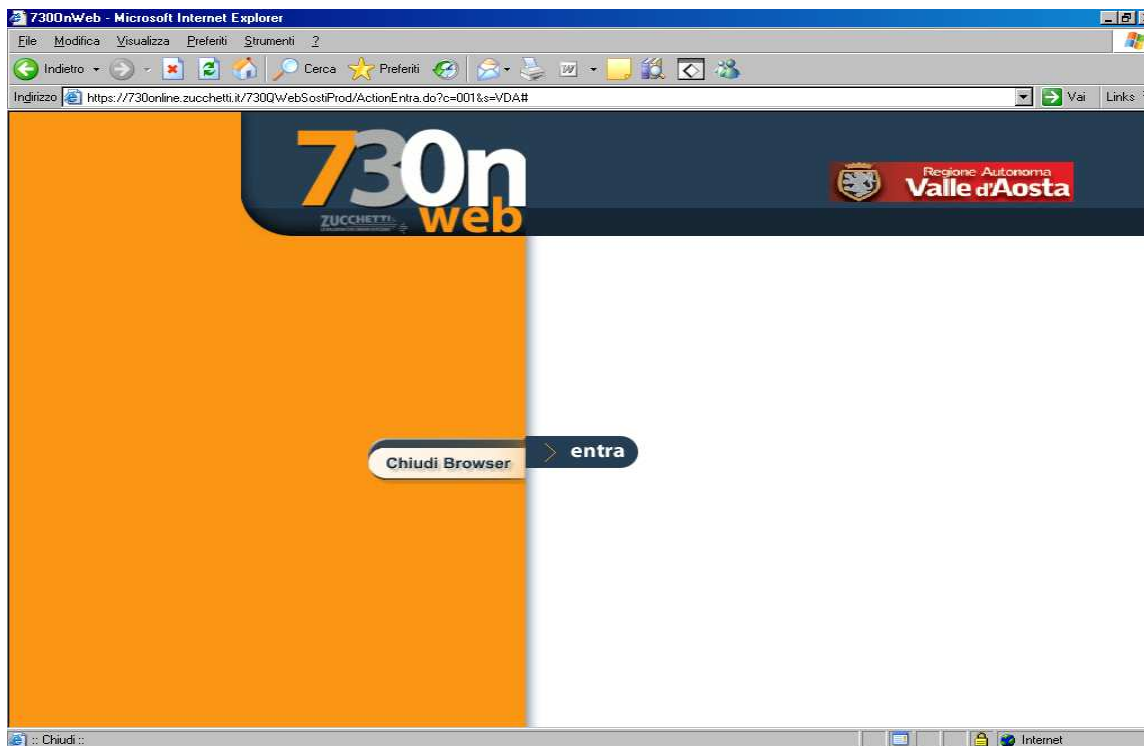 730nWeb - Microsoft Internet Explorer
File Modifica Visualizza Preferiti Strumenti ?
Indietro Cerca Preferiti
Indirizzo https://730online.zucchetti.it/730QWebSostiProd/ActionEntra.do?c=001&s=VDA# Vai Links
730n
web
ZUCCHETTI
Regione Autonoma
Valle d'Aosta
entra
Chiudi Browser
:: Chiudi :: Internet